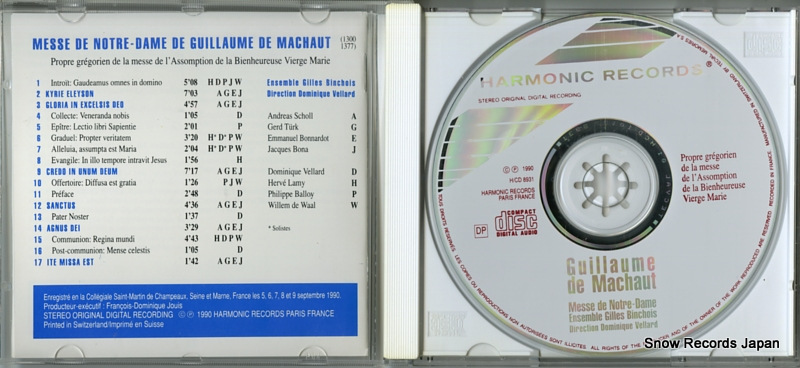 MESSE DE NOTRE-DAME DE GUILLAUME DE MACHAUT (1300 1377)
Propre grégorien de la messe de l'Assomption de la Bienheureuse Vierge Marie
1 Introït: Gaudeamus omnes in domino 5'08 H D P J W Ensemble Gilles Binchois
2 KYRIE ELEYSON 7'03 A G E J Direction Dominique Vellard
3 GLORIA IN EXCELSIS DEO 4'57 A G E J
4 Collecte: Veneranda nobis 1'05 D Andreas Scholl A
5 Epître: Lectio libri Sapientie 2'01 P Gerd Türk G
6 Graduel: Propter veritatem 3'20 H* D* P W Emmanuel Bonnardot E
7 Alleluia, assumpta est Maria 2'04 H* D* P W Jacques Bona J
8 Evangile: In illo tempore intravit Jesus 1'56 H
9 CREDO IN UNUM DEUM 7'17 A G E J Dominique Vellard D
10 Offertoire: Diffusa est gratia 1'26 P J W Hervé Lamy H
11 Préface 2'48 D Philippe Balloy P
12 SANCTUS 4'36 A G E J Willem de Waal W
13 Pater Noster 1'37 D
14 AGNUS DEI 3'29 A G E J * Solistes
15 Communion: Regina mundi 4'43 H D P W
16 Post-communion: Mense celestis 1'05 D
17 ITE MISSA EST 1'42 A G E J
Enregistré en la Collégiale Saint-Martin de Champeaux, Seine et Marne, France les 5, 6, 7, 8 et 9 septembre 1990.
Producteur-exécutif : François-Dominique Jouis
STEREO ORIGINAL DIGITAL RECORDING Ⓒ ℗ 1990 HARMONIC RECORDS PARIS FRANCE
Printed in Switzerland/Imprimé en Suisse
HARMONIC RECORDS®
STEREO ORIGINAL DIGITAL RECORDING
Ⓒ ℗ 1990
H/CD 8931
HARMONIC RECORDS
PARIS FRANCE
COMPACT
disc
DIGITAL AUDIO
DP
Propre grégorien
de la messe
de l'Assomption
de la Bienheureuse
Vierge Marie
Guillaume
de Machaut
Messe de Notre-Dame
Ensemble Gilles Binchois
Direction Dominique Vellard
Snow Records Japan